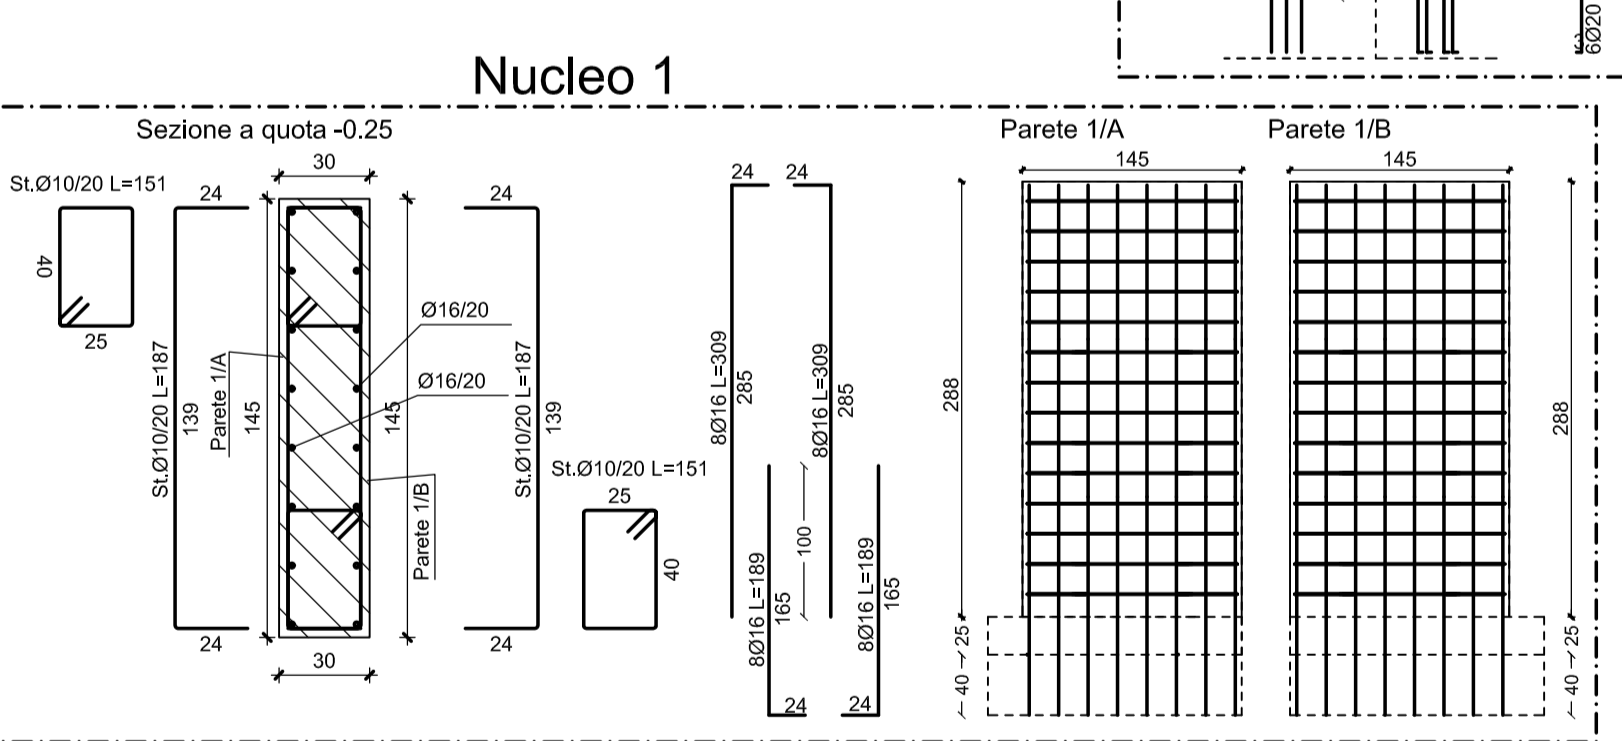 6Ø20
Nucleo 1
Sezione a quota -0.25
Parete 1/A
Parete 1/B
30
145
145
St.Ø10/20 L=151
24
24
24
24
40
25
St.Ø10/20 L=187
139
Parete 1/A
145
Ø16/20
Ø16/20
145
Parete 1/B
St.Ø10/20 L=187
139
St.Ø10/20 L=151
25
40
24
24
30
8Ø16 L=309
285
8Ø16 L=309
285
100
8Ø16 L=189
165
8Ø16 L=189
165
24
24
288
288
40
25
40
25